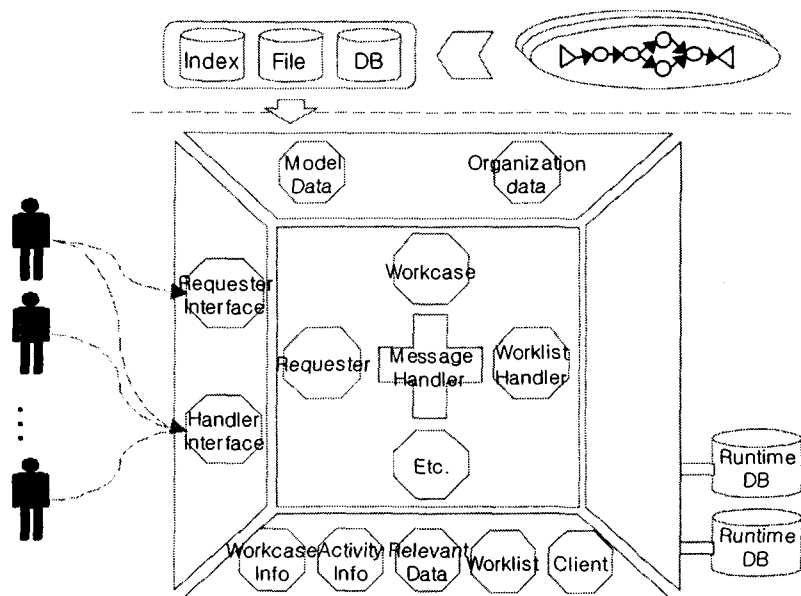 Index
File
DB
Model
Data
Organization
data
Workcase
Requester
Interface
Requester
Message
Handler
Worklist
Handler
Handler
Interface
Etc.
Runtime
DB
Runtime
DB
Workcase
Info
Activity
Info
Relevant
Data
Worklist
Client